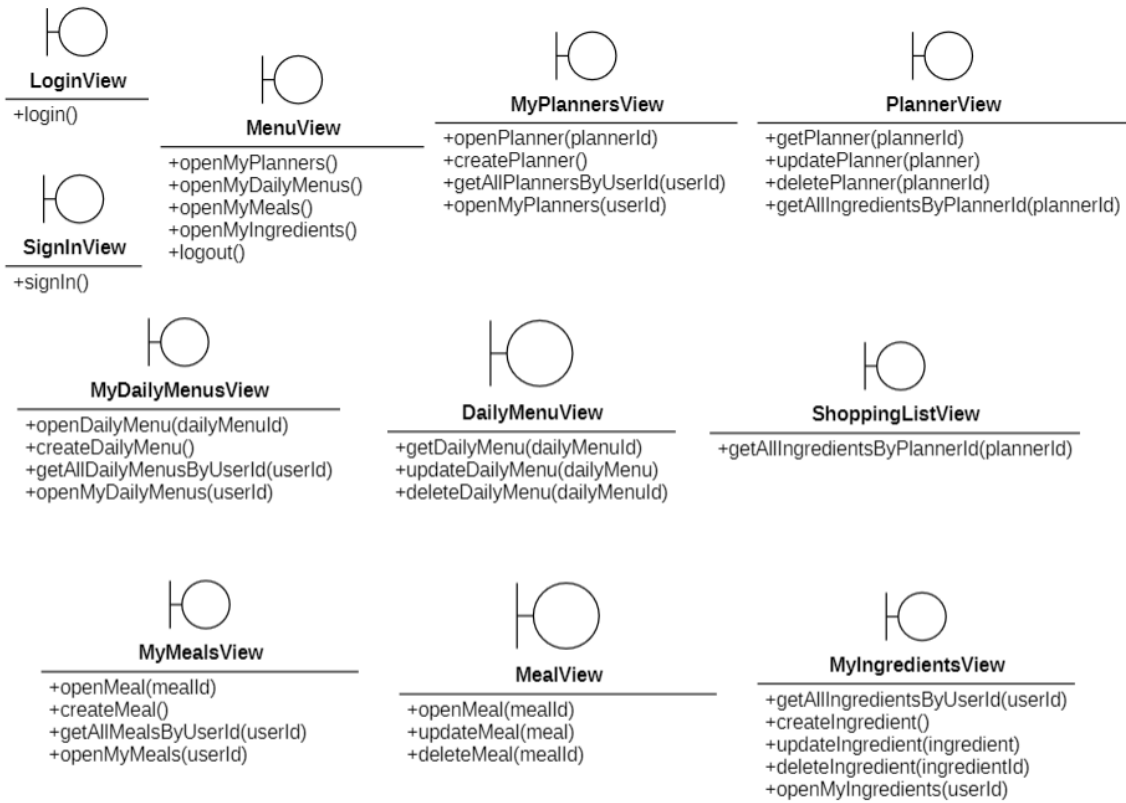 LoginView
+login()
SignInView
+signIn()
MenuView
+openMyPlanners()
+openMyDailyMenus()
+openMyMeals()
+openMyIngredients()
+logout()
MyPlannersView
+openPlanner(plannerId)
+createPlanner()
+getAllPlannersByUserId(userId)
+openMyPlanners(userId)
PlannerView
+getPlanner(plannerId)
+updatePlanner(planner)
+deletePlanner(plannerId)
+getAllIngredientsByPlannerId(plannerId)
MyDailyMenusView
+openDailyMenu(dailyMenuId)
+createDailyMenu()
+getAllDailyMenusByUserId(userId)
+openMyDailyMenus(userId)
DailyMenuView
+getDailyMenu(dailyMenuId)
+updateDailyMenu(dailyMenu)
+deleteDailyMenu(dailyMenuId)
ShoppingListView
+getAllIngredientsByPlannerId(plannerId)
MyMealsView
+openMeal(mealId)
+createMeal()
+getAllMealsByUserId(userId)
+openMyMeals(userId)
MealView
+openMeal(mealId)
+updateMeal(meal)
+deleteMeal(mealId)
MyIngredientsView
+getAllIngredientsByUserId(userId)
+createIngredient()
+updateIngredient(ingredient)
+deleteIngredient(ingredientId)
+openMyIngredients(userId)